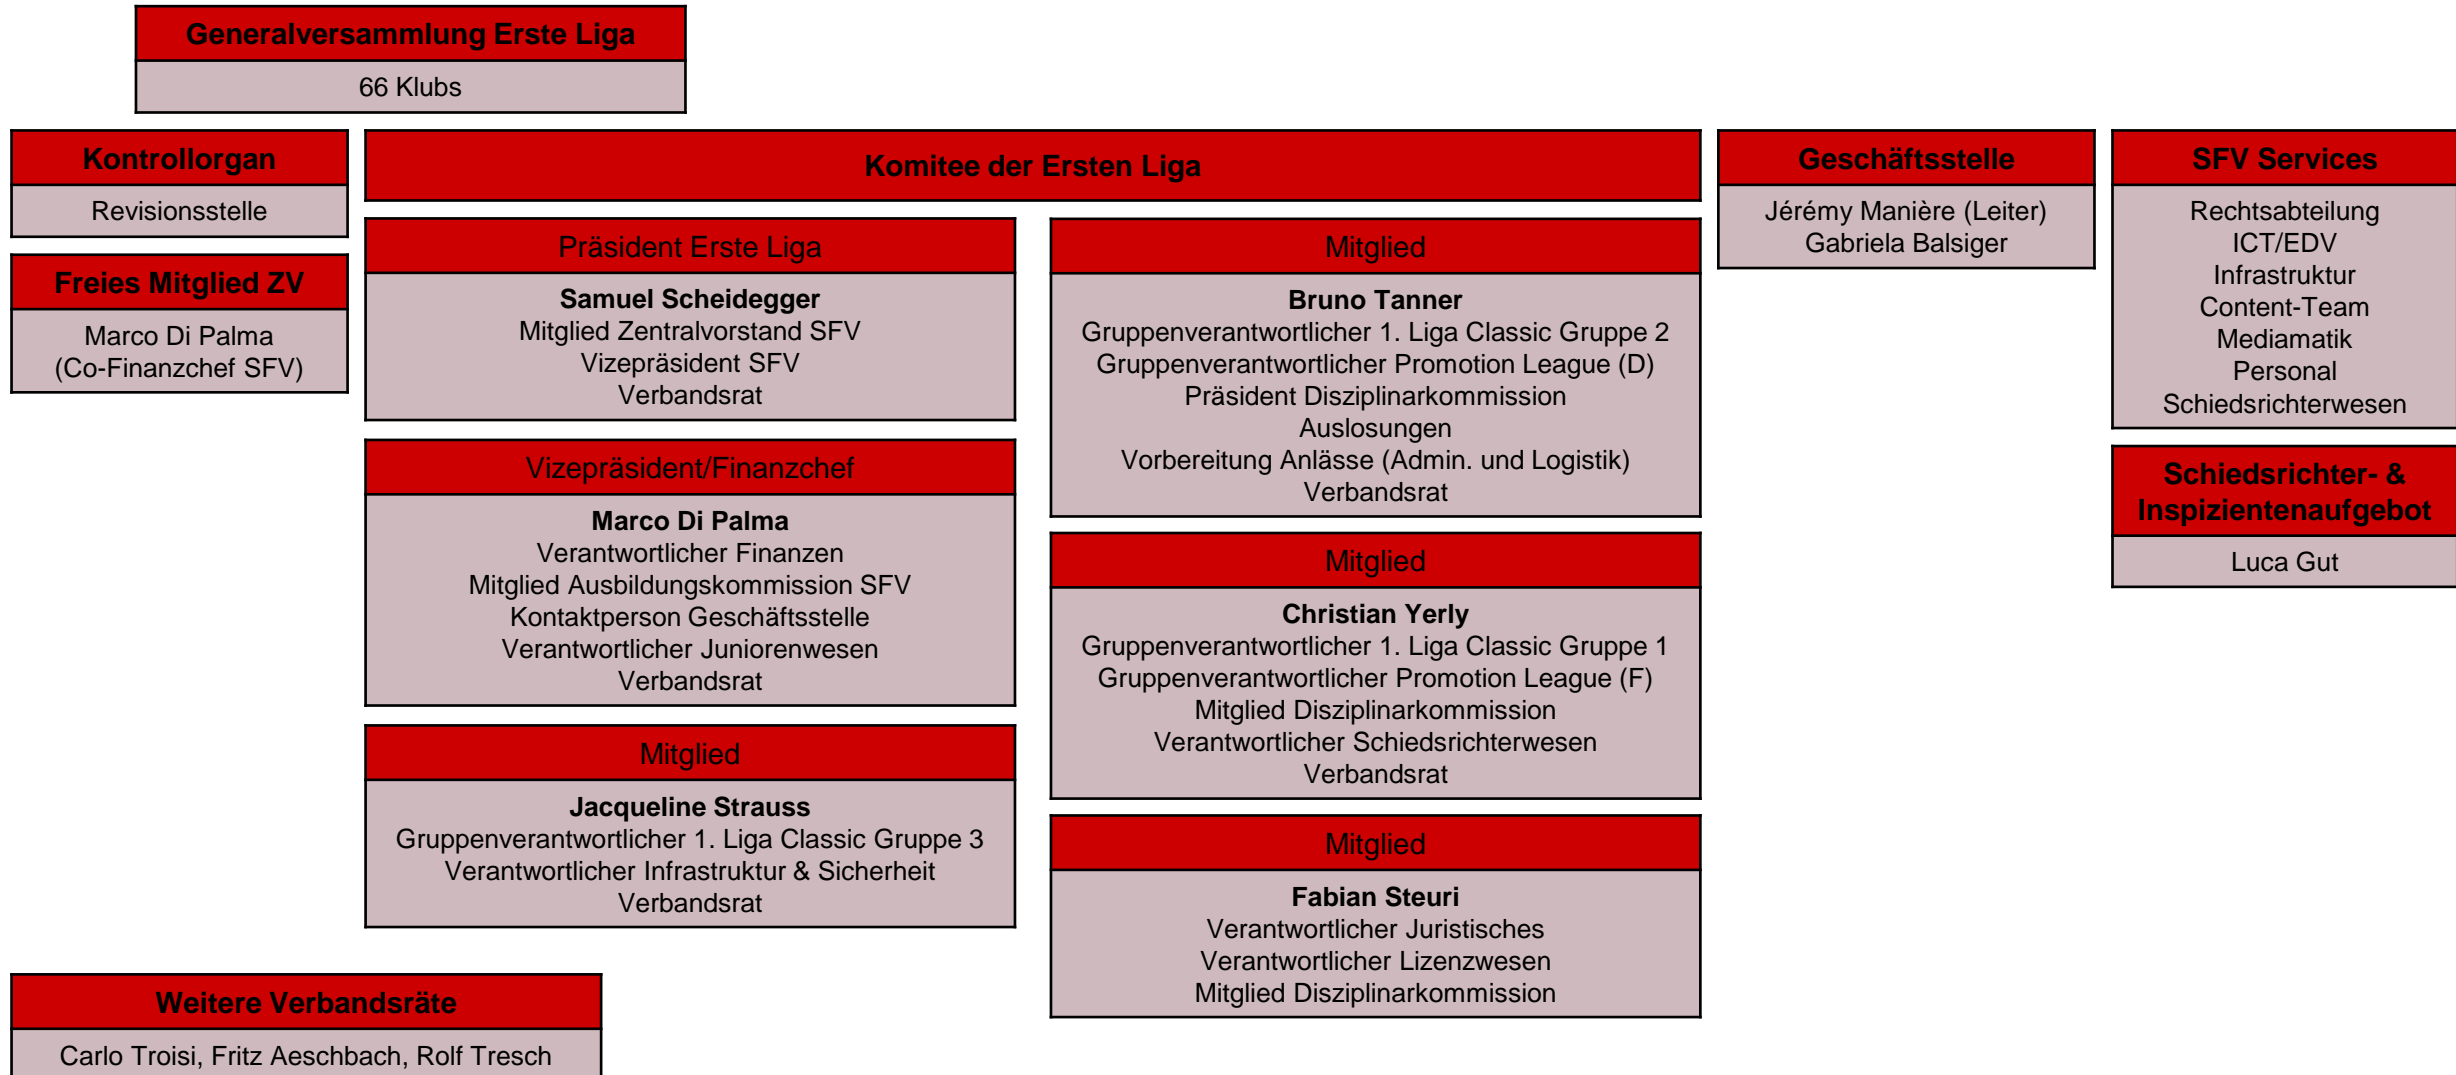 Generalversammlung Erste Liga
66 Klubs
Kontrollorgan
Revisionsstelle
Freies Mitglied ZV
Marco Di Palma
(Co-Finanzchef SFV)
Komitee der Ersten Liga
Präsident Erste Liga
Samuel Scheidegger
Mitglied Zentralvorstand SFV
Vizepräsident SFV
Verbandsrat
Vizepräsident/Finanzchef
Marco Di Palma
Verantwortlicher Finanzen
Mitglied Ausbildungskommission SFV
Kontaktperson Geschäftsstelle
Verantwortlicher Juniorenwesen
Verbandsrat
Mitglied
Jacqueline Strauss
Gruppenverantwortlicher 1. Liga Classic Gruppe 3
Verantwortlicher Infrastruktur & Sicherheit
Verbandsrat
Mitglied
Bruno Tanner
Gruppenverantwortlicher 1. Liga Classic Gruppe 2
Gruppenverantwortlicher Promotion League (D)
Präsident Disziplinarkommission
Auslosungen
Vorbereitung Anlässe (Admin. und Logistik)
Verbandsrat
Mitglied
Christian Yerly
Gruppenverantwortlicher 1. Liga Classic Gruppe 1
Gruppenverantwortlicher Promotion League (F)
Mitglied Disziplinarkommission
Verantwortlicher Schiedsrichterwesen
Verbandsrat
Mitglied
Fabian Steuri
Verantwortlicher Juristisches
Verantwortlicher Lizenzwesen
Mitglied Disziplinarkommission
Geschäftsstelle
Jérémy Manière (Leiter)
Gabriela Balsiger
SFV Services
Rechtsabteilung
ICT/EDV
Infrastruktur
Content-Team
Mediamatik
Personal
Schiedsrichterwesen
Schiedsrichter- &
Inspizientenaufgebot
Luca Gut
Weitere Verbandsräte
Carlo Troisi, Fritz Aeschbach, Rolf Tresch